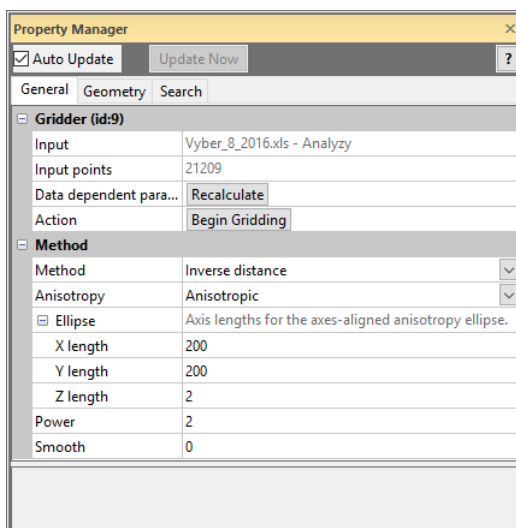 Property Manager
Auto Update Update Now ?
General Geometry Search
Gridder (id:9)
Input Vyber_8_2016.xls - Analyzy
Input points 21209
Data dependent para... Recalculate
Action Begin Gridding
Method
Method Inverse distance
Anisotropy Anisotropic
Ellipse Axis lengths for the axes-aligned anisotropy ellipse.
X length 200
Y length 200
Z length 2
Power 2
Smooth 0